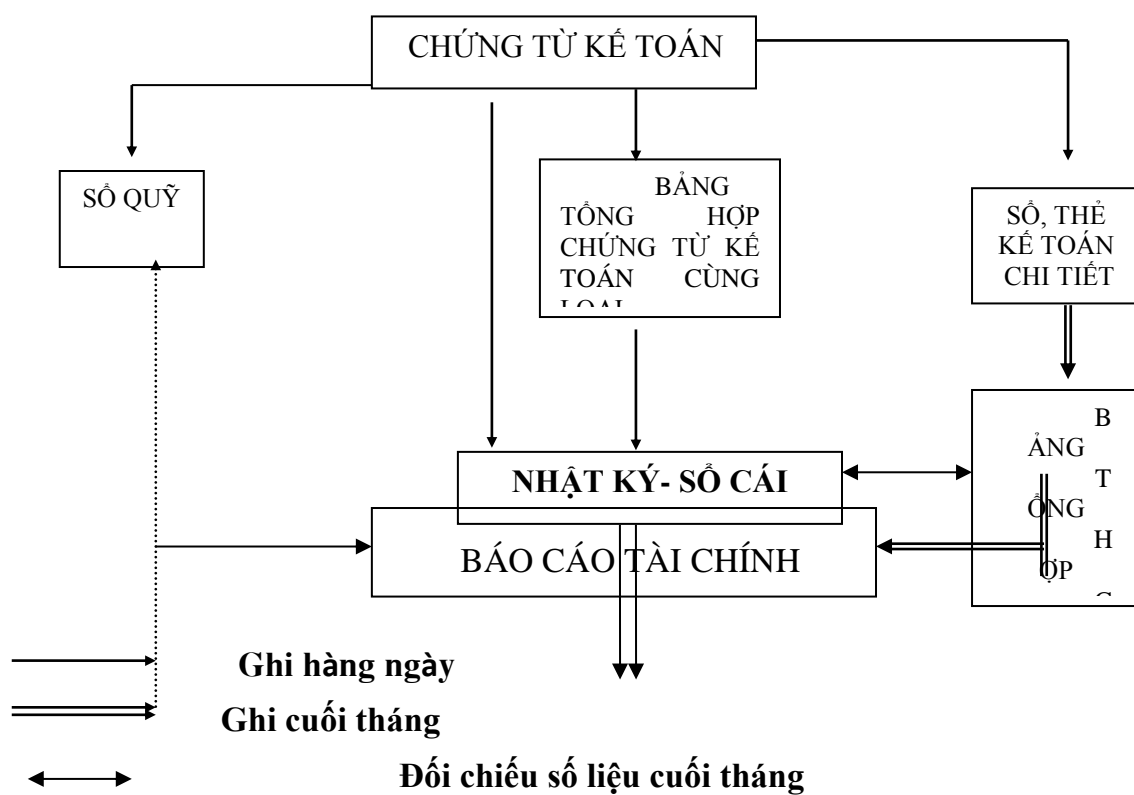 CHỨNG TỪ KẾ TOÁN
SỔ QUỸ
BẢNG
TỔNG HỢP
CHỨNG TỪ KẾ
TOÁN CÙNG
LOẠI
SỔ, THẺ
KẾ TOÁN
CHI TIẾT
NHẬT KÝ- SỔ CÁI
B
ẢNG
T
ỔNG
H
ỢP
BÁO CÁO TÀI CHÍNH
Ghi hàng ngày
Ghi cuối tháng
Đối chiếu số liệu cuối tháng